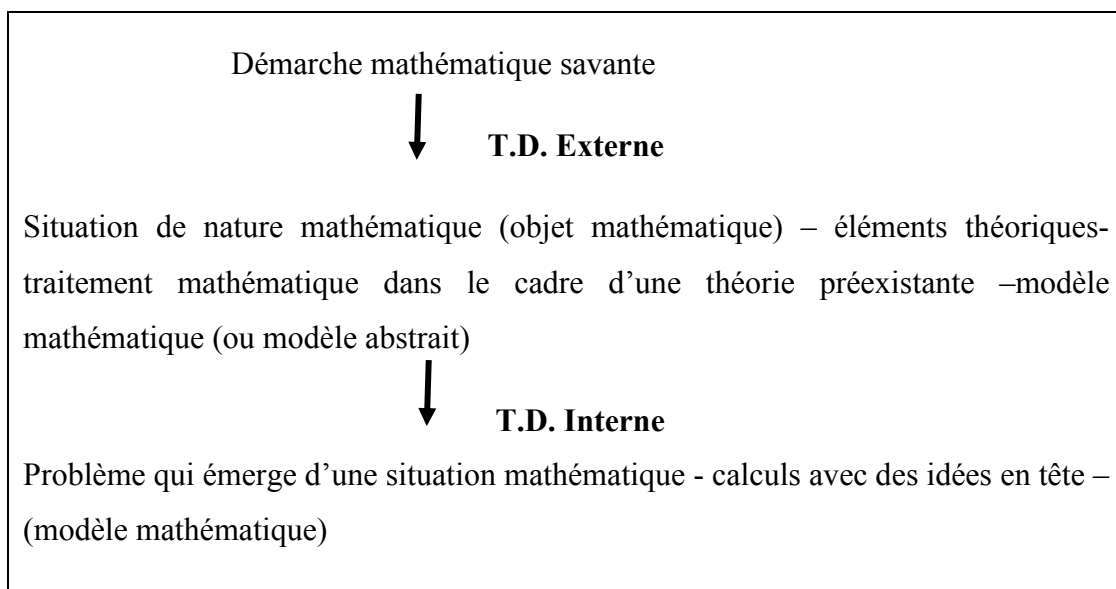 Démarche mathématique savante
T.D. Externe
Situation de nature mathématique (objet mathématique) – éléments théoriques-
traitement mathématique dans le cadre d’une théorie préexistante –modèle
mathématique (ou modèle abstrait)
T.D. Interne
Problème qui émerge d’une situation mathématique - calculs avec des idées en tête –
(modèle mathématique)